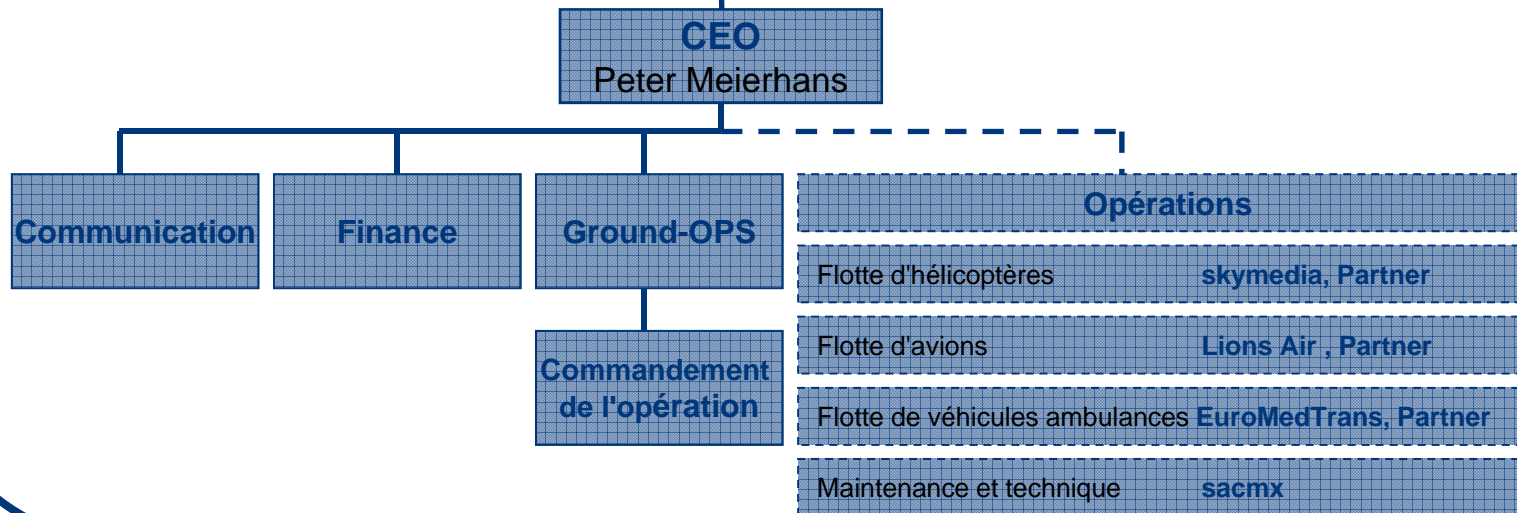 CEO
Peter Meierhans
Communication
Finance
Ground-OPS
Commandement
de l'opération
Opérations
Flotte d'hélicoptères skymedia, Partner
Flotte d'avions Lions Air , Partner
Flotte de véhicules ambulances EuroMedTrans, Partner
Maintenance et technique sacmx